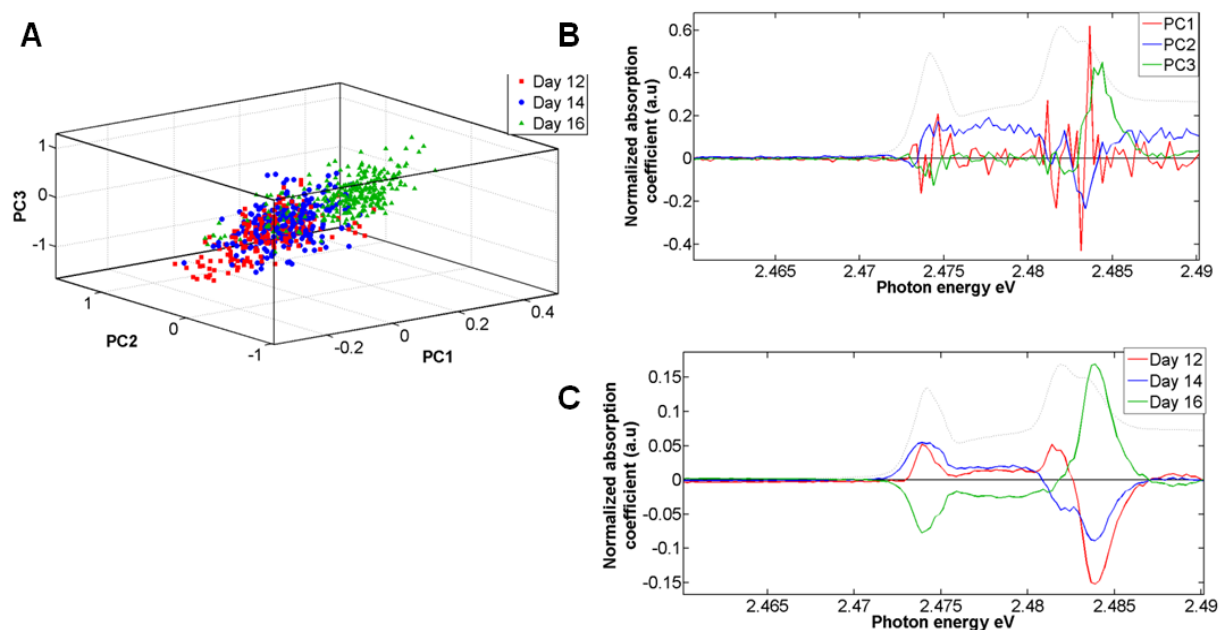 A
Day 12
Day 14
Day 16
PC3
1
0
-1
PC2
1
0
-1
PC1
-0.2
0
0.2
0.4
B
Normalized absorption
coefficient (a.u)
0.6
0.4
0.2
0
-0.2
-0.4
PC1
PC2
PC3
2.465
2.47
2.475
2.48
2.485
2.49
Photon energy eV
C
Normalized absorption
coefficient (a.u)
0.15
0.1
0.05
0
-0.05
-0.1
-0.15
Day 12
Day 14
Day 16
2.465
2.47
2.475
2.48
2.485
2.49
Photon energy eV